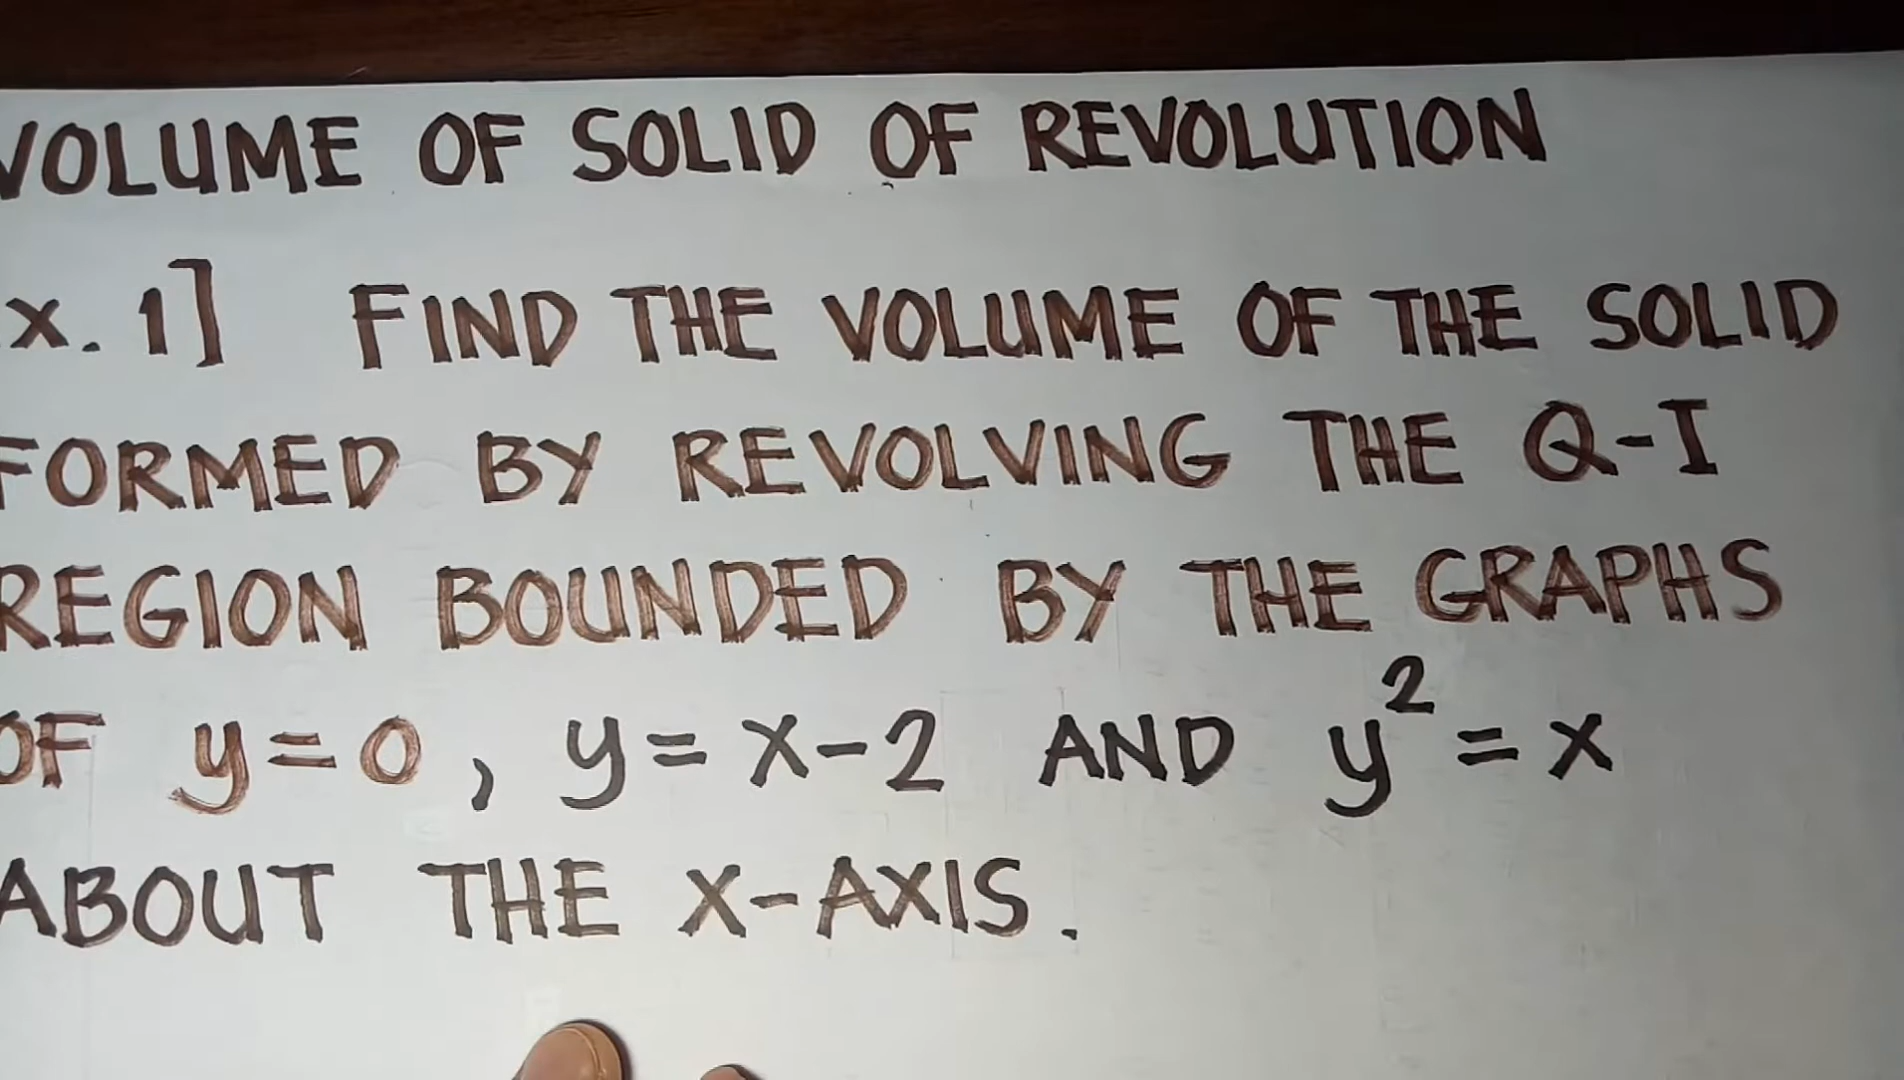 VOLUME OF SOLID OF REVOLUTION
x. 1] FIND THE VOLUME OF THE SOLID
FORMED BY REVOLVING THE Q-I
REGION BOUNDED BY THE GRAPHS
OF y=0, y=x-2 AND y²=x
ABOUT THE X-AXIS.